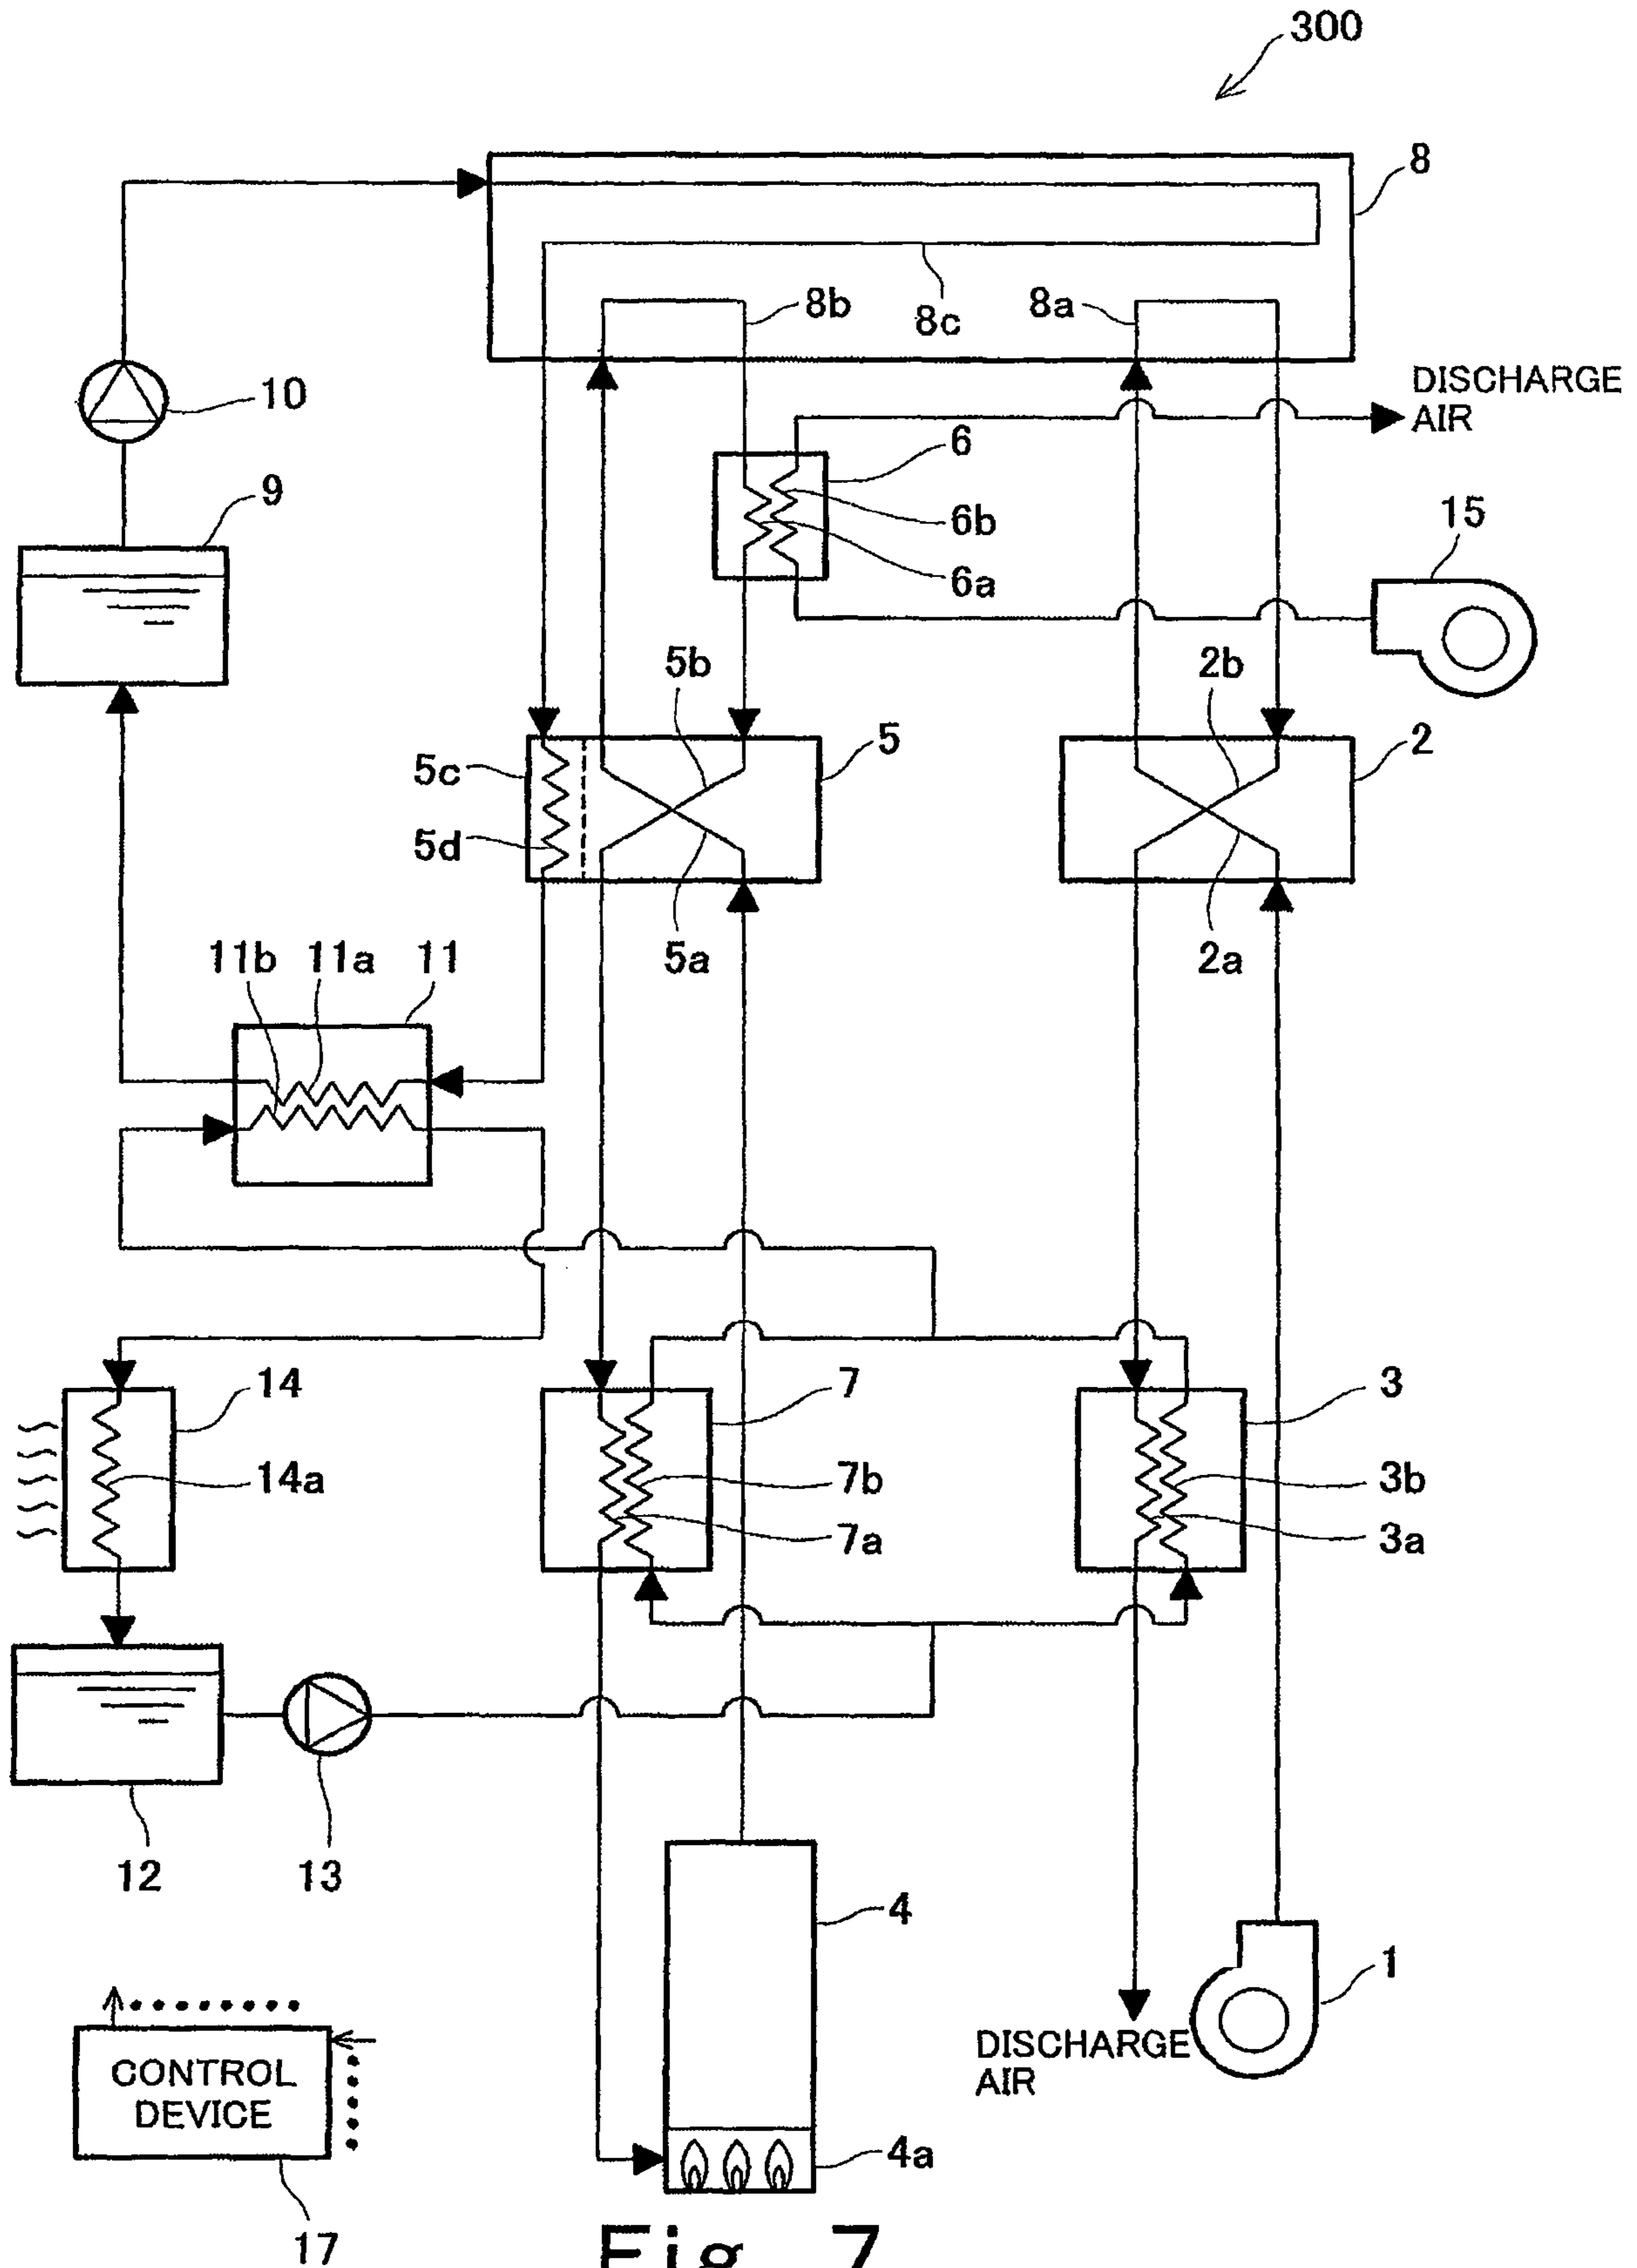 300
8
8b
8c
8a
DISCHARGE
AIR
10
6
9
6b
15
6a
5b
2b
5
2
5c
5d
11b
11a
11
5a
2a
14
7
3
14a
7b
3b
7a
3a
12
13
4
1
DISCHARGE
AIR
CONTROL
DEVICE
4a
17
Fig. 7